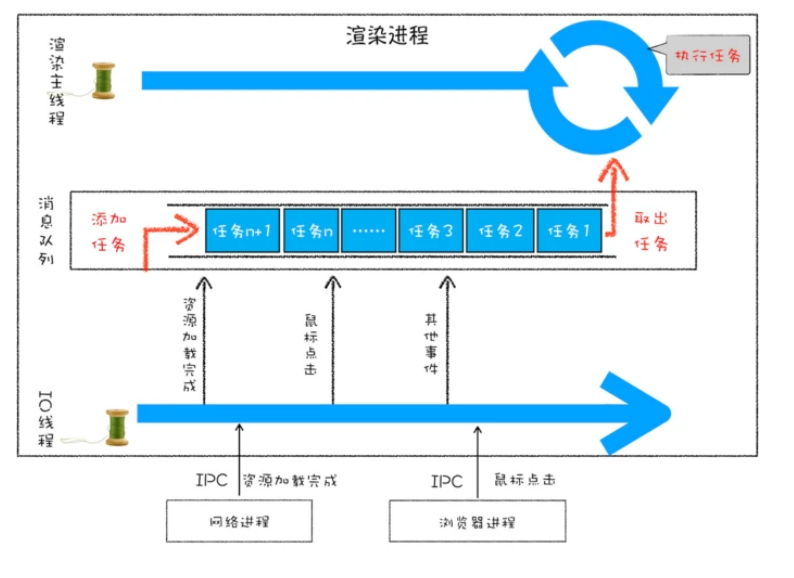 渲染进程
渲染主线程
执行任务
消息队列
添加
任务
任务n+1
任务n
……
任务3
任务2
任务1
取出
任务
资源加载完成
鼠标点击
其他事件
IO线程
IPC 资源加载完成
IPC 鼠标点击
网络进程
浏览器进程